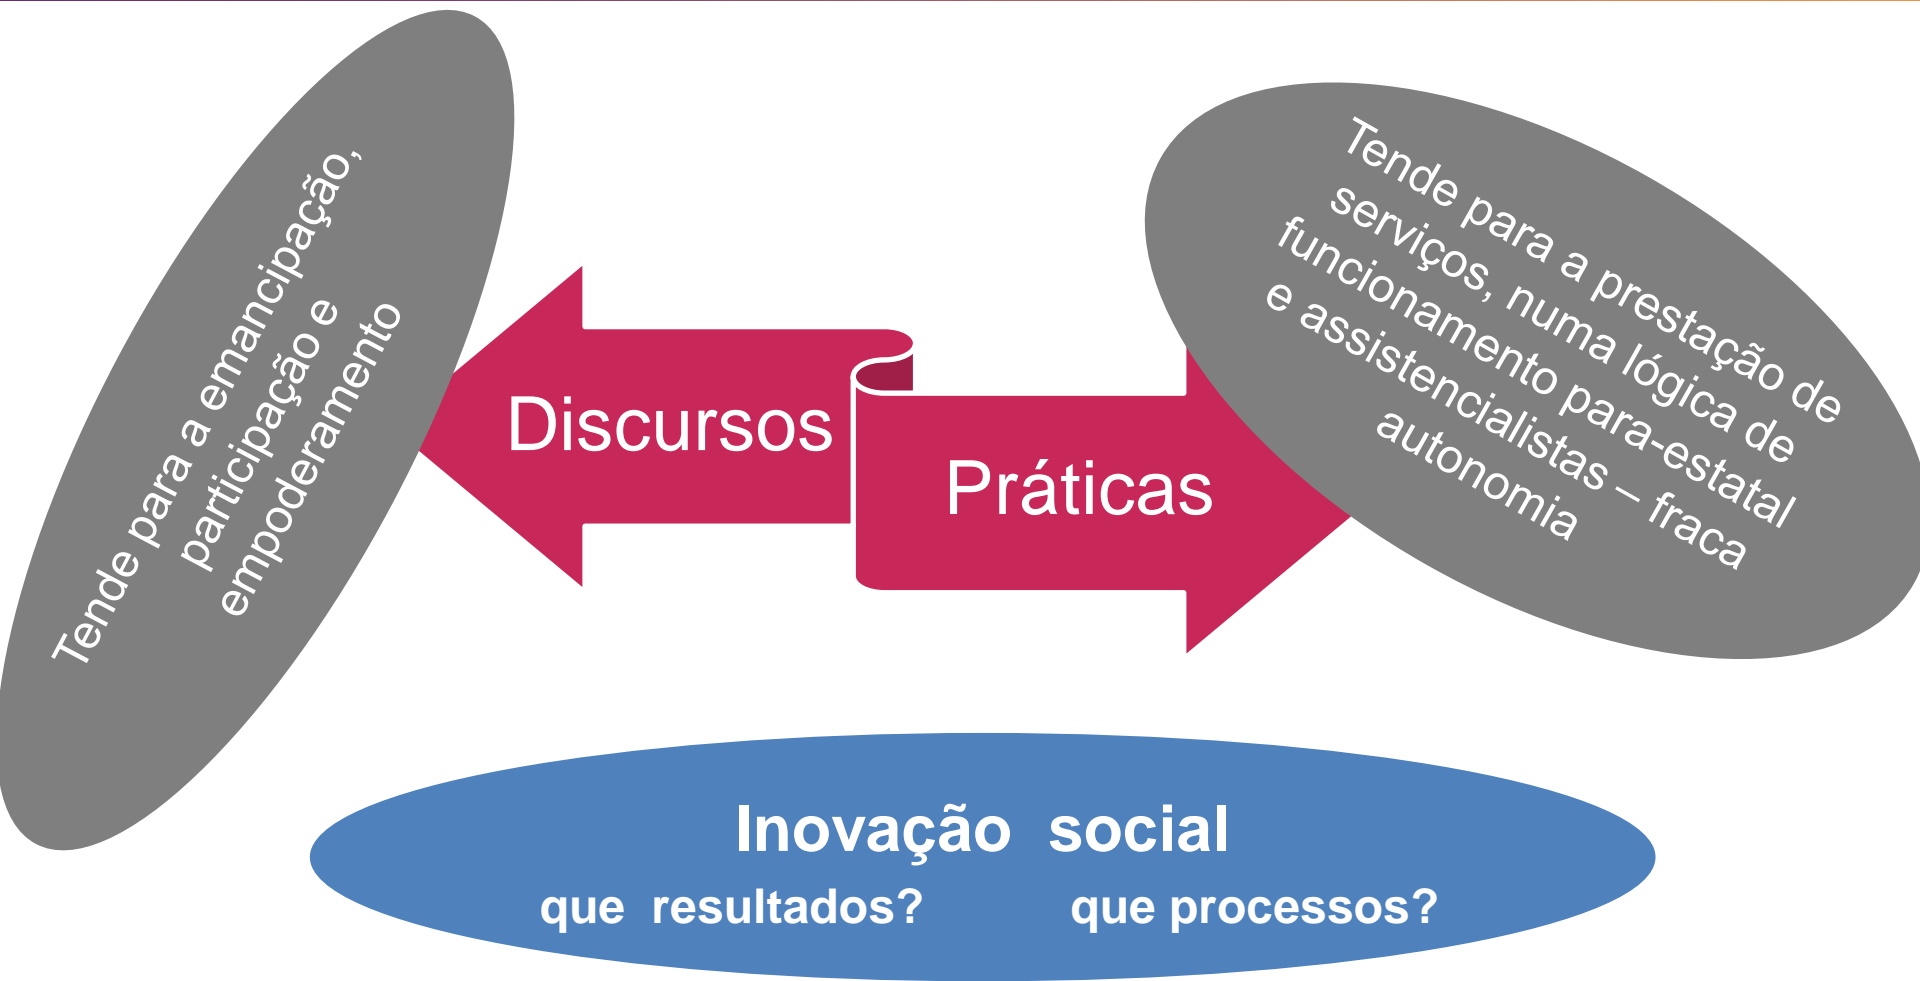 Tende para a emancipação,
participação e
empoderamento
Discursos
Práticas
Tende para a prestação de
serviços, numa lógica de
funcionamento para-estatal
e assistencialistas – fraca
autonomia
Inovação social
que resultados? que processos?